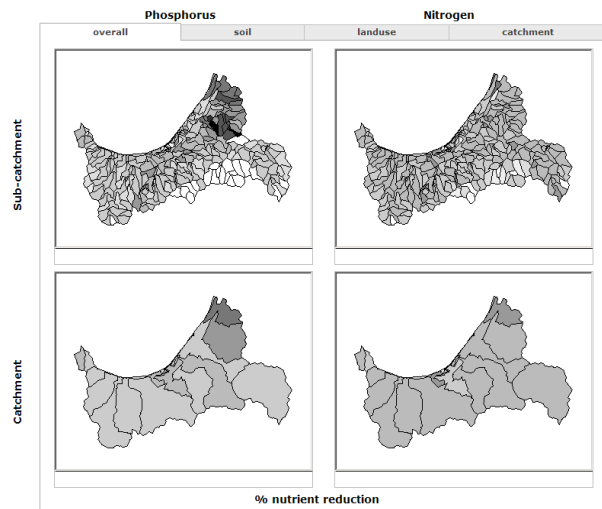 Phosphorus Nitrogen
overall soil landuse catchment
Sub-catchment
Catchment
% nutrient reduction